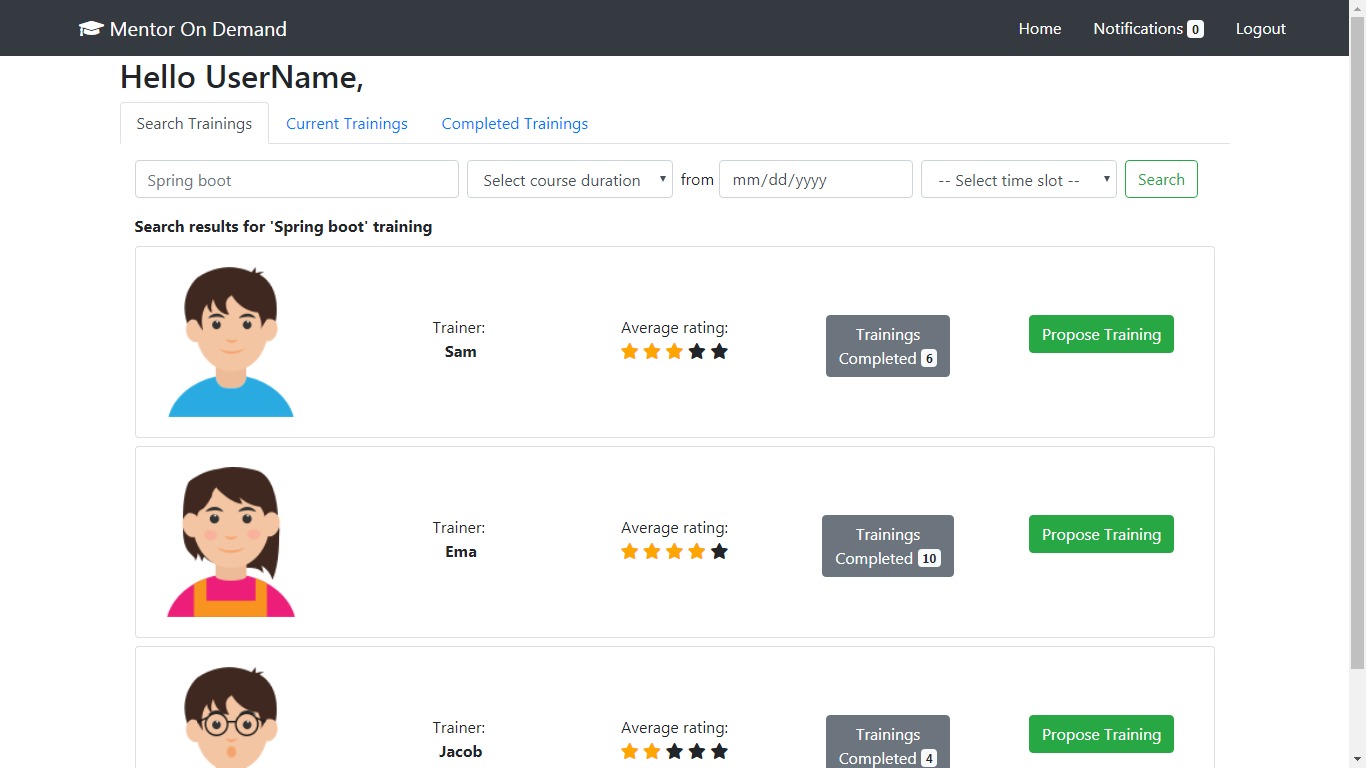 Mentor On Demand
Home Notifications 0 Logout
Hello UserName,
Search Trainings Current Trainings Completed Trainings
Spring boot Select course duration from mm/dd/yyyy -- Select time slot -- Search
Search results for 'Spring boot' training
Trainer:
Sam
Average rating:
Trainings
Completed 6
Propose Training
Trainer:
Ema
Average rating:
Trainings
Completed 10
Propose Training
Trainer:
Jacob
Average rating:
Trainings
Completed 4
Propose Training